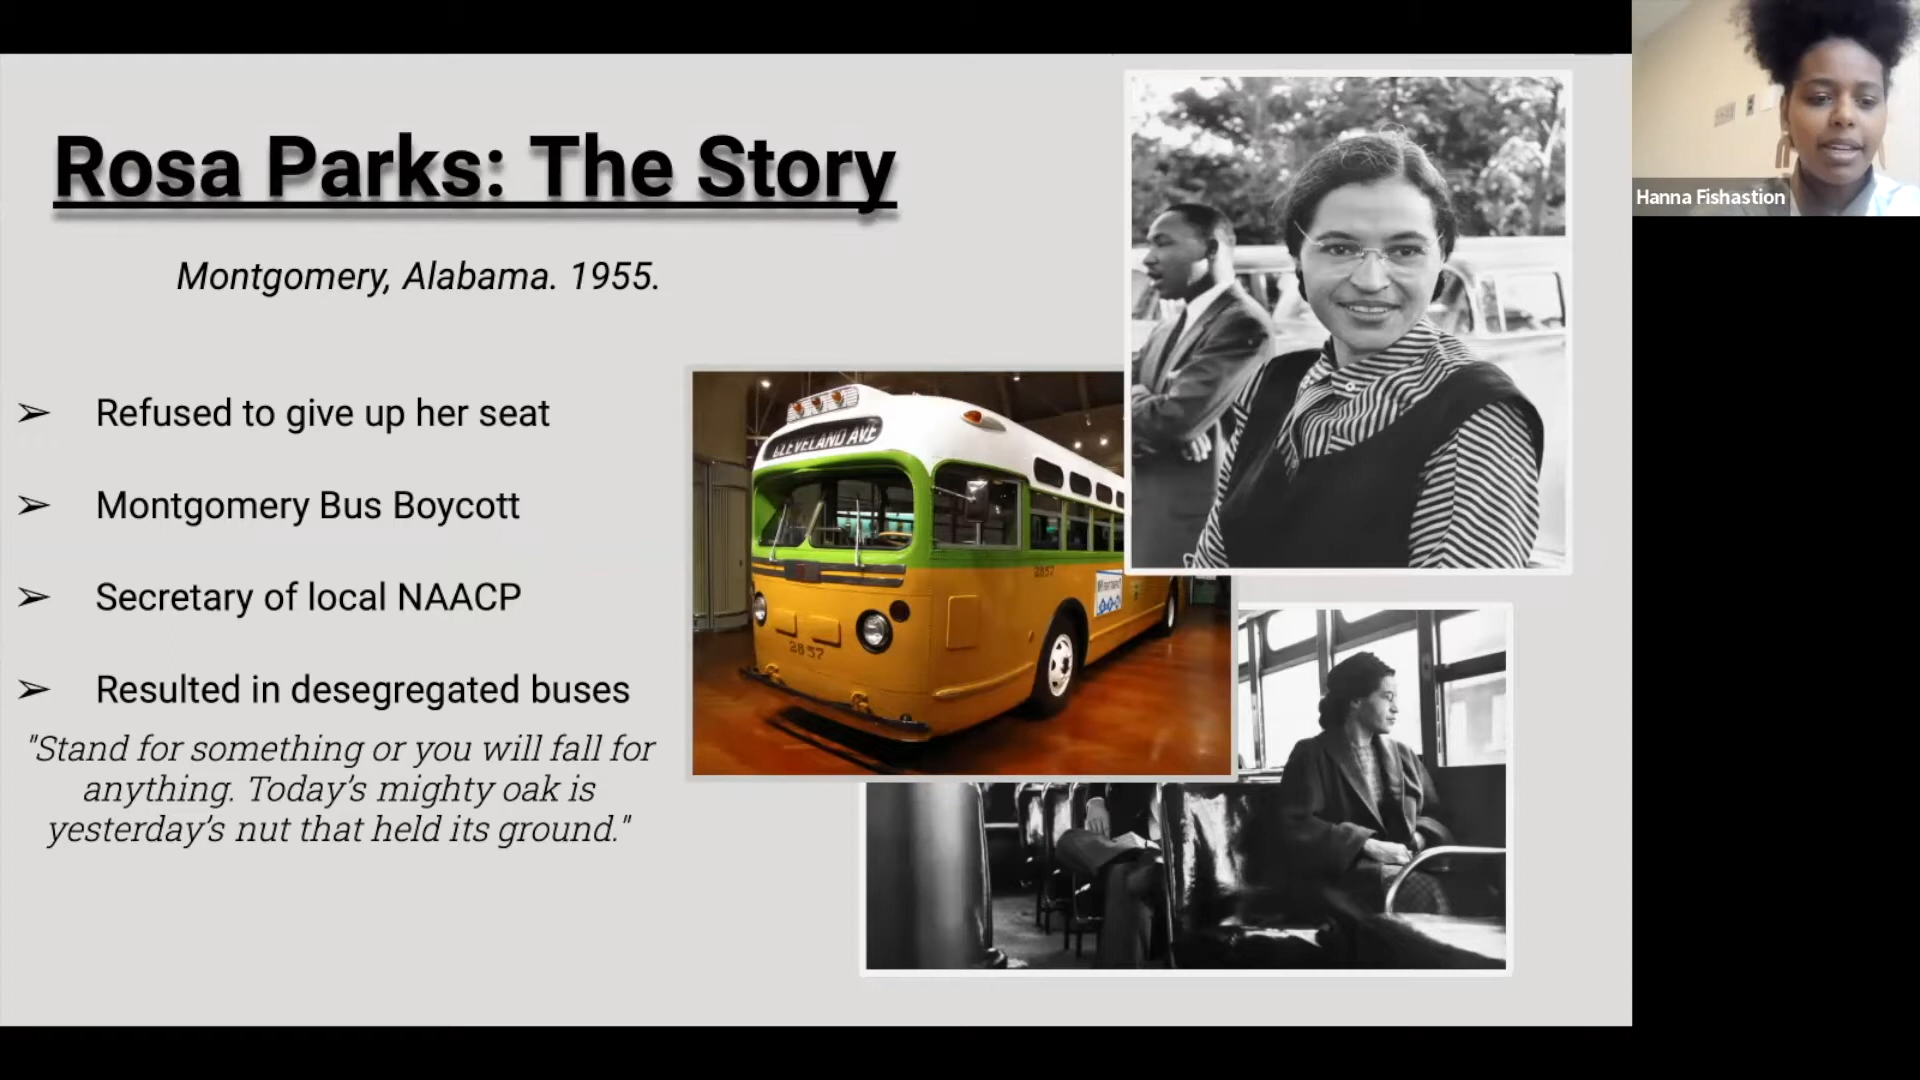 Rosa Parks: The Story
Montgomery, Alabama. 1955.
➢ Refused to give up her seat
➢ Montgomery Bus Boycott
➢ Secretary of local NAACP
➢ Resulted in desegregated buses
"Stand for something or you will fall for
anything. Today’s mighty oak is
yesterday’s nut that held its ground."
CLEVELAND AVE
2857
2857
Hanna Fishastion